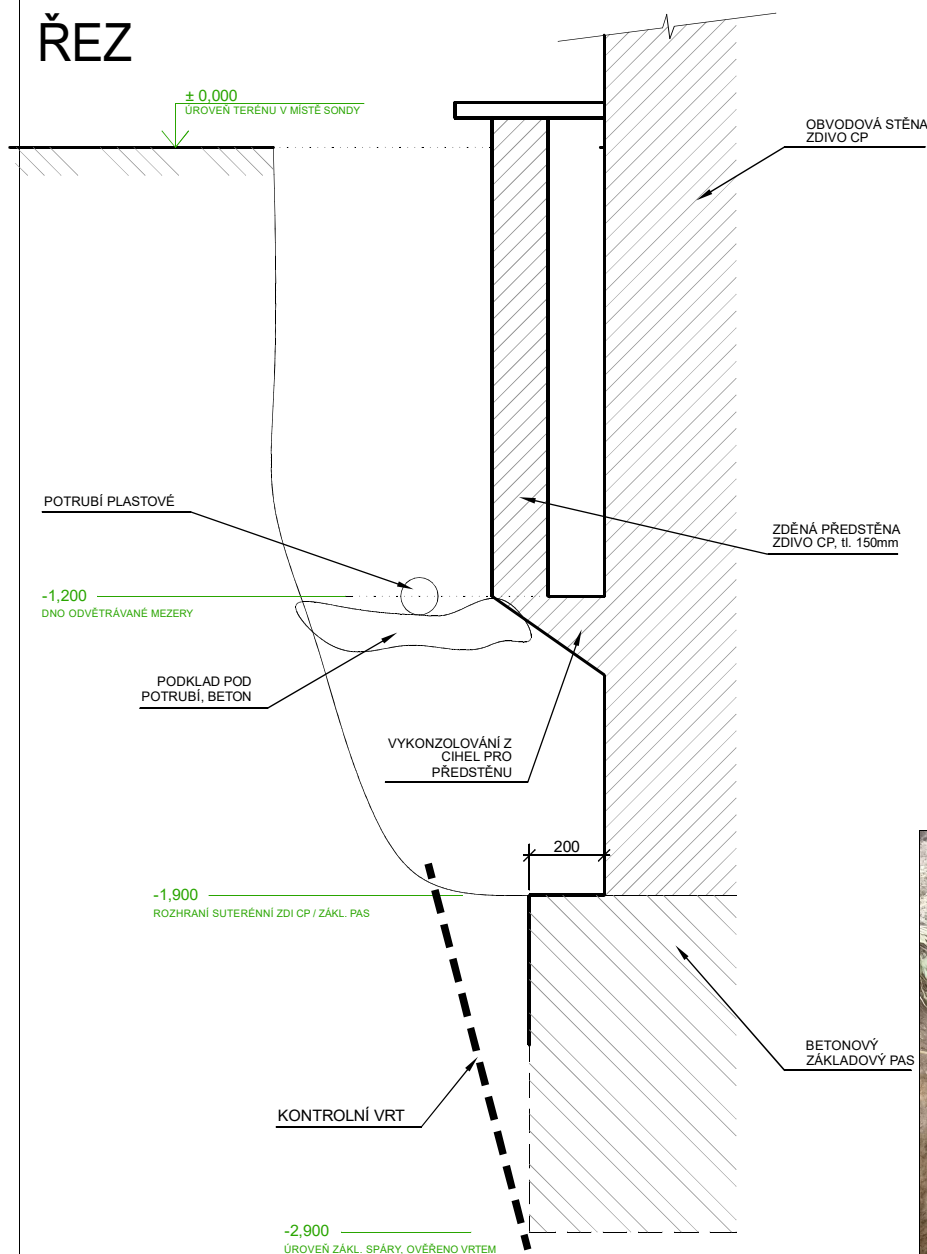 ŘEZ
± 0,000
ÚROVEŇ TERÉNU V MÍSTĚ SONDY
OBVODOVÁ STĚNA
ZDIVO CP
POTRUBÍ PLASTOVÉ
ZDĚNÁ PŘEDSTĚNA
ZDIVO CP, tl. 150mm
-1,200
DNO ODVĚTRÁVANÉ MEZERY
PODKLAD POD
POTRUBÍ, BETON
VYKONZOLOVÁNÍ Z
CIHEL PRO
PŘEDSTĚNU
200
-1,900
ROZHRANÍ SUTERÉNNÍ ZDI CP / ZÁKL. PAS
BETONOVÝ
ZÁKLADOVÝ PAS
KONTROLNÍ VRT
-2,900
ÚROVEŇ ZÁKL. SPÁRY, OVĚŘENO VRTEM